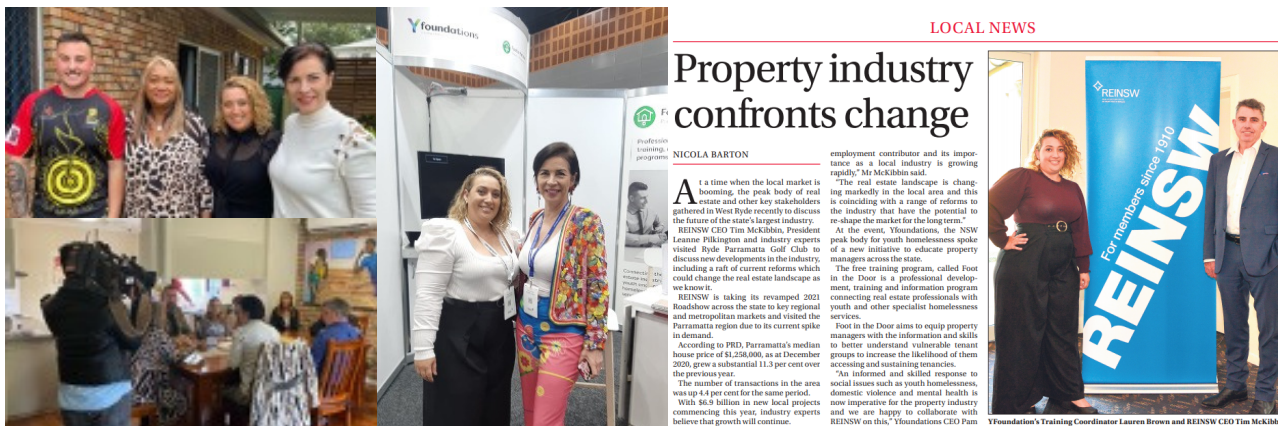 Yfoundations
Professional
training,
LOCAL NEWS
Property industry
confronts change
NICOLA BARTON
At a time when the local market is
booming, the peak body of real
estate and other key stakeholders
gathered in West Ryde recently to discuss
the future of the state's largest industry.
REINSW CEO Tim McKibbin, President
Leanne Pilkington and industry experts
visited Ryde Parramatta Golf Club to
discuss new developments in the industry,
including a raft of current reforms which
could change the real estate landscape as
we know it.
REINSW is taking its revamped 2021
Roadshow across the state to key regional
and metropolitan markets and visited the
Parramatta region due to its current spike
in demand.
According to PRD, Parramatta's median
house price of $1,258,000, as at December
2020, grew a substantial 11.3 per cent over
the previous year.
The number of transactions in the area
was up 4.4 per cent for the same period.
With $6.9 billion in new local projects
commencing this year, industry experts
believe that growth will continue.
employment contributor and its impor-
tance as a local industry is growing
rapidly," Mr McKibbin said.
"The real estate landscape is chang-
ing markedly in the local area and this
is coinciding with a range of reforms to
the industry that have the potential to
re-shape the market for the long term."
At the event, Yfoundations, the NSW
peak body for youth homelessness spoke
of a new initiative to educate property
managers across the state.
The free training program, called Foot
in the Door is a professional develop-
ment, training and information program
connecting real estate professionals with
youth and other specialist homelessness
services.
Foot in the Door aims to equip property
managers with the information and skills
to better understand vulnerable tenant
groups to increase the likelihood of them
accessing and sustaining tenancies.
"An informed and skilled response to
social issues such as youth homelessness,
domestic violence and mental health is
now imperative for the property industry
and we are happy to collaborate with
REINSW on this," Yfoundations CEO Pam
REINSW
For members since 1910
REINSW
YFoundation's Training Coordinator Lauren Brown and REINSW CEO Tim McKibb